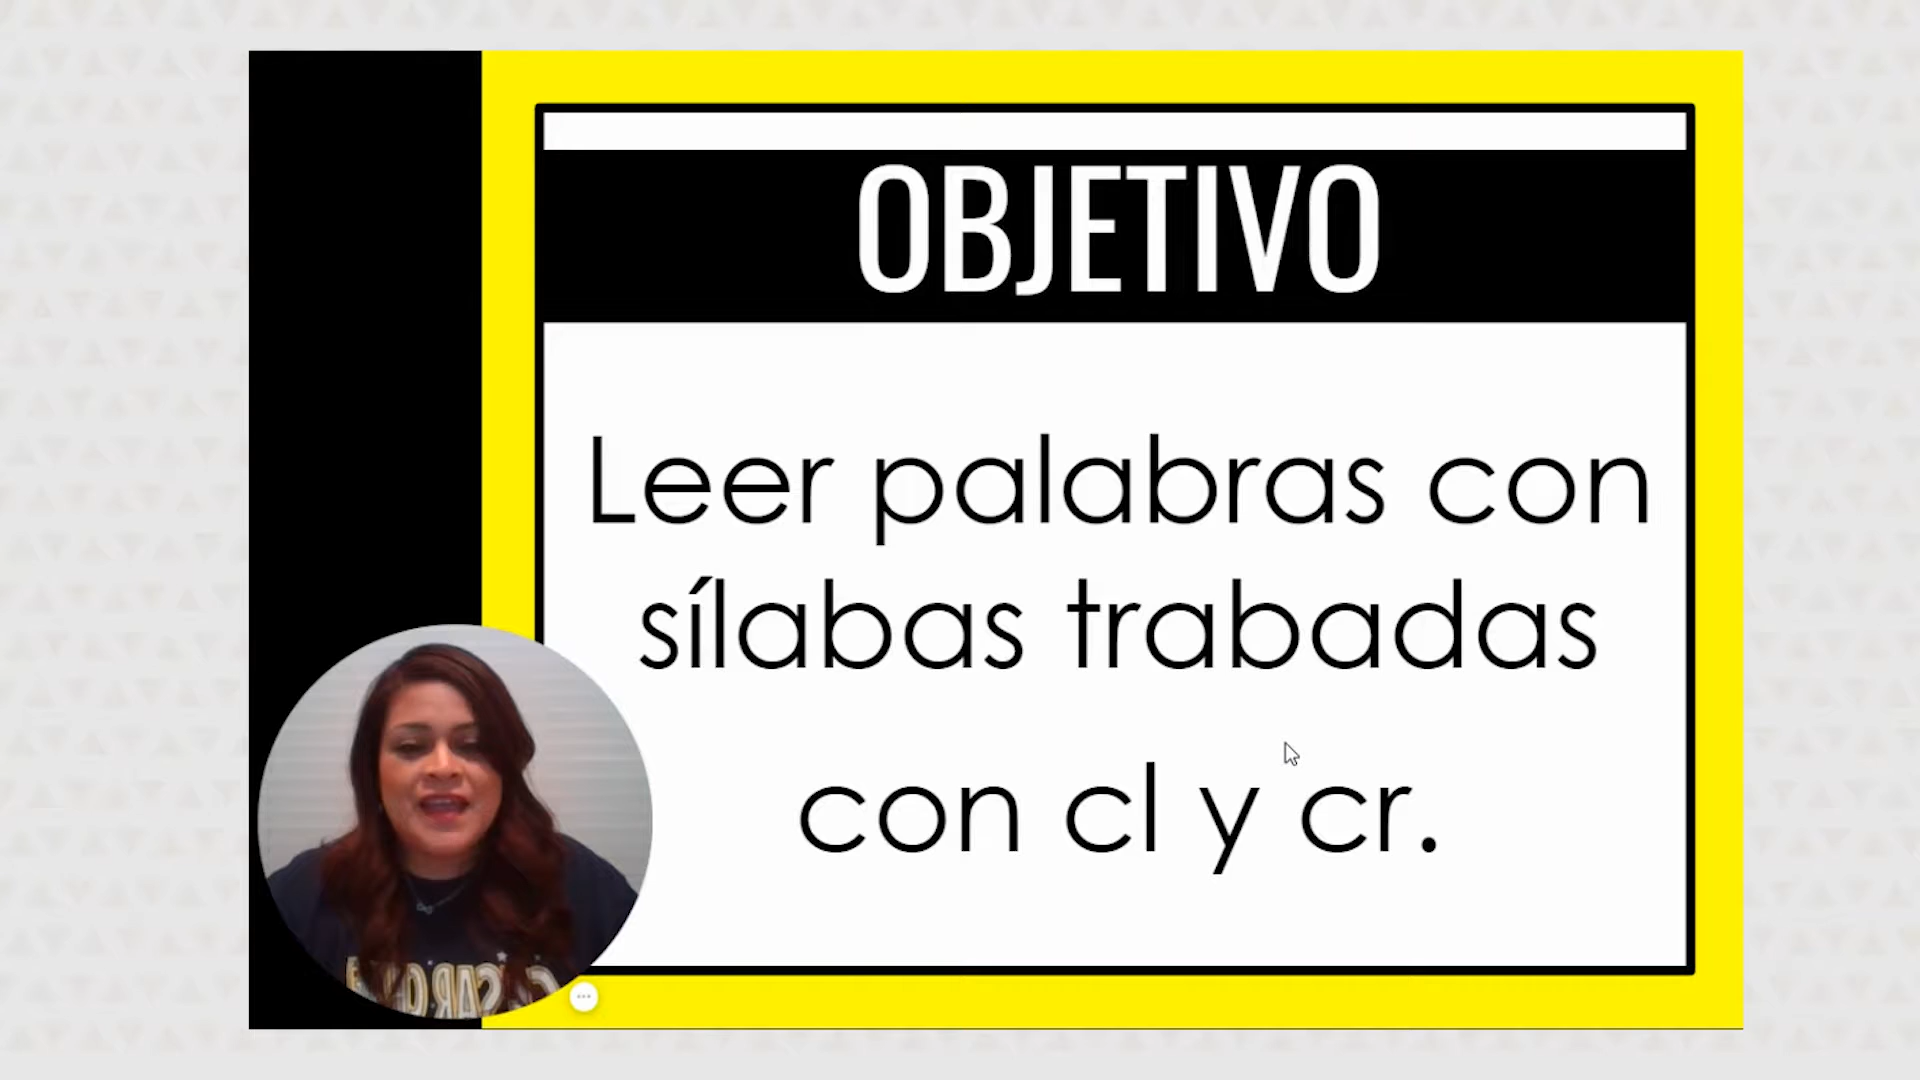 OBJETIVO
Leer palabras con
sílabas trabadas
con cl y cr.